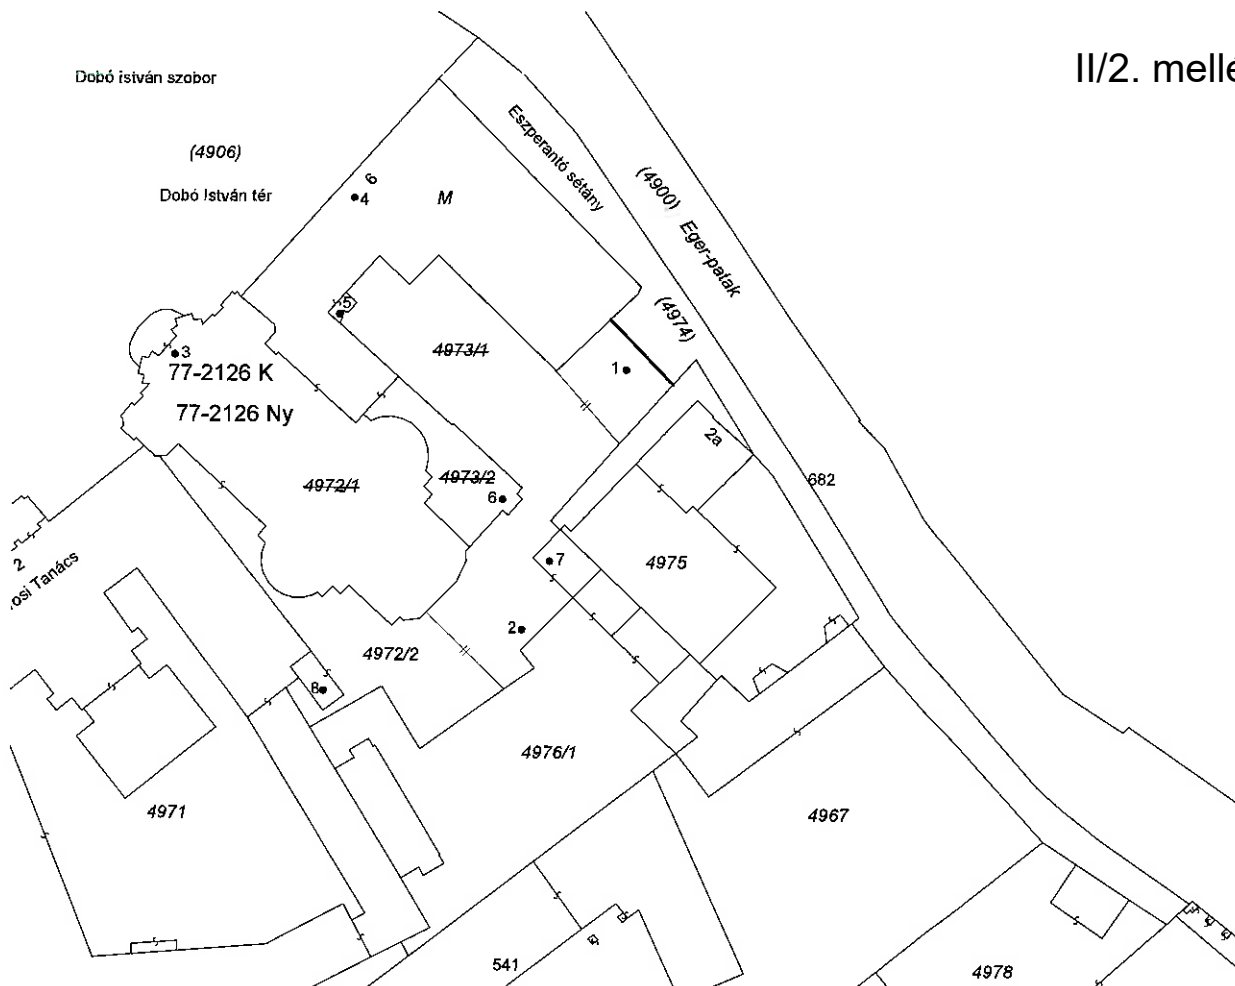 II/2. mellé
Dobó istván szobor
(4906)
Dobó István tér
6
4
M
Eszperantó sétány
(4900) Eger-patak
(4974)
5
3
4973/1
1
77-2126 K
77-2126 Ny
2a
4972/1
4973/2
6
682
2
rosi Tanács
7
4975
2
4972/2
8
4976/1
4971
4967
541
4978